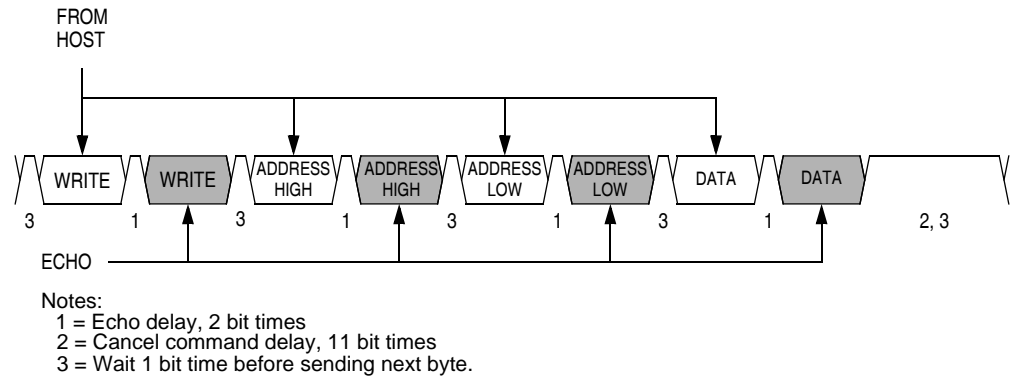 FROM
HOST
WRITE
WRITE
ADDRESS
HIGH
ADDRESS
HIGH
ADDRESS
LOW
ADDRESS
LOW
DATA
DATA
3
1
3
1
3
1
3
1
2, 3
ECHO
Notes:
1 = Echo delay, 2 bit times
2 = Cancel command delay, 11 bit times
3 = Wait 1 bit time before sending next byte.